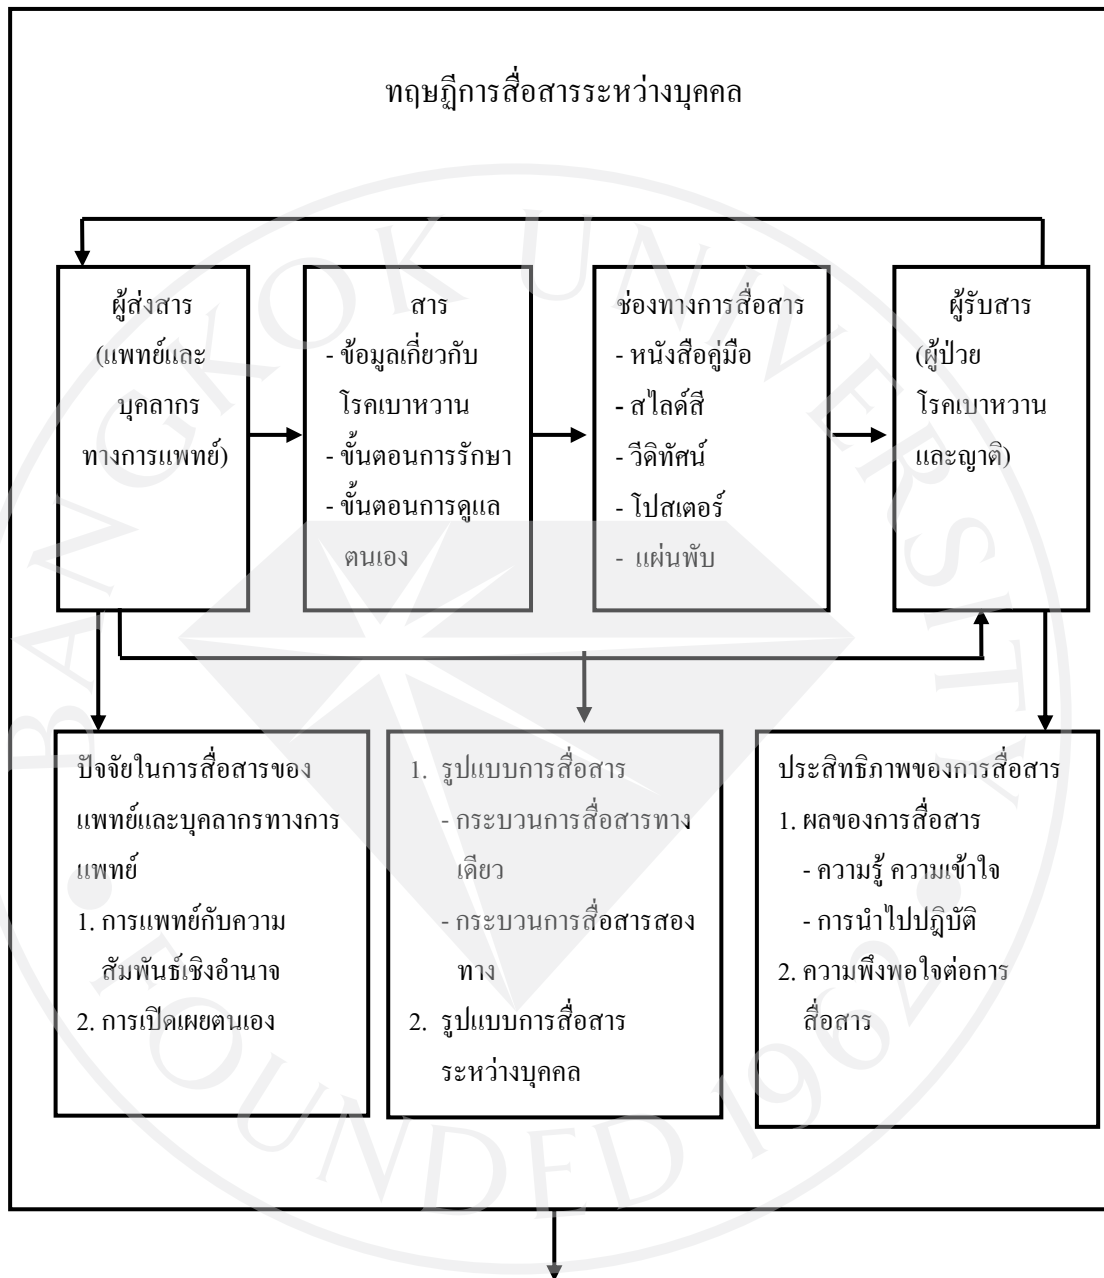 ทฤษฎีการสื่อสารระหว่างบุคคล
ผู้ส่งสาร
(แพทย์และ
บุคลากร
ทางการแพทย์)
สาร
- ข้อมูลเกี่ยวกับ
โรคเบาหวาน
- ขั้นตอนการรักษา
- ขั้นตอนการดูแล
ตนเอง
ช่องทางการสื่อสาร
- หนังสือคู่มือ
- สไลด์สี
- วีดิทัศน์
- โปสเตอร์
- แผ่นพับ
ผู้รับสาร
(ผู้ป่วย
โรคเบาหวาน
และญาติ)
ปัจจัยในการสื่อสารของ
แพทย์และบุคลากรทางการ
แพทย์
1. การแพทย์กับความ
สัมพันธ์เชิงอำนาจ
2. การเปิดเผยตนเอง
1. รูปแบบการสื่อสาร
- กระบวนการสื่อสารทาง
เดียว
- กระบวนการสื่อสารสอง
ทาง
2. รูปแบบการสื่อสาร
ระหว่างบุคคล
ประสิทธิภาพของการสื่อสาร
1. ผลของการสื่อสาร
- ความรู้ ความเข้าใจ
- การนำไปปฏิบัติ
2. ความพึงพอใจต่อการ
สื่อสาร
BANGKOK UNIVERSITY
FOUNDED 1962